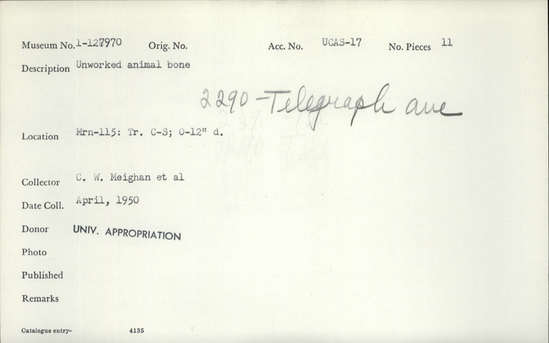 Museum No. 1-127970 Orig. No. Acc. No. UCAS-17 No. Pieces 11
Description Unworked animal bone
2290-Telegraph ave
Location Mrn-115: Tr. C-S; 0-12" d.
Collector C. W. Meighan et al
Date Coll. April, 1950
Donor UNIV. APPROPRIATION
Photo
Published
Remarks
Catalogue entry- 4135